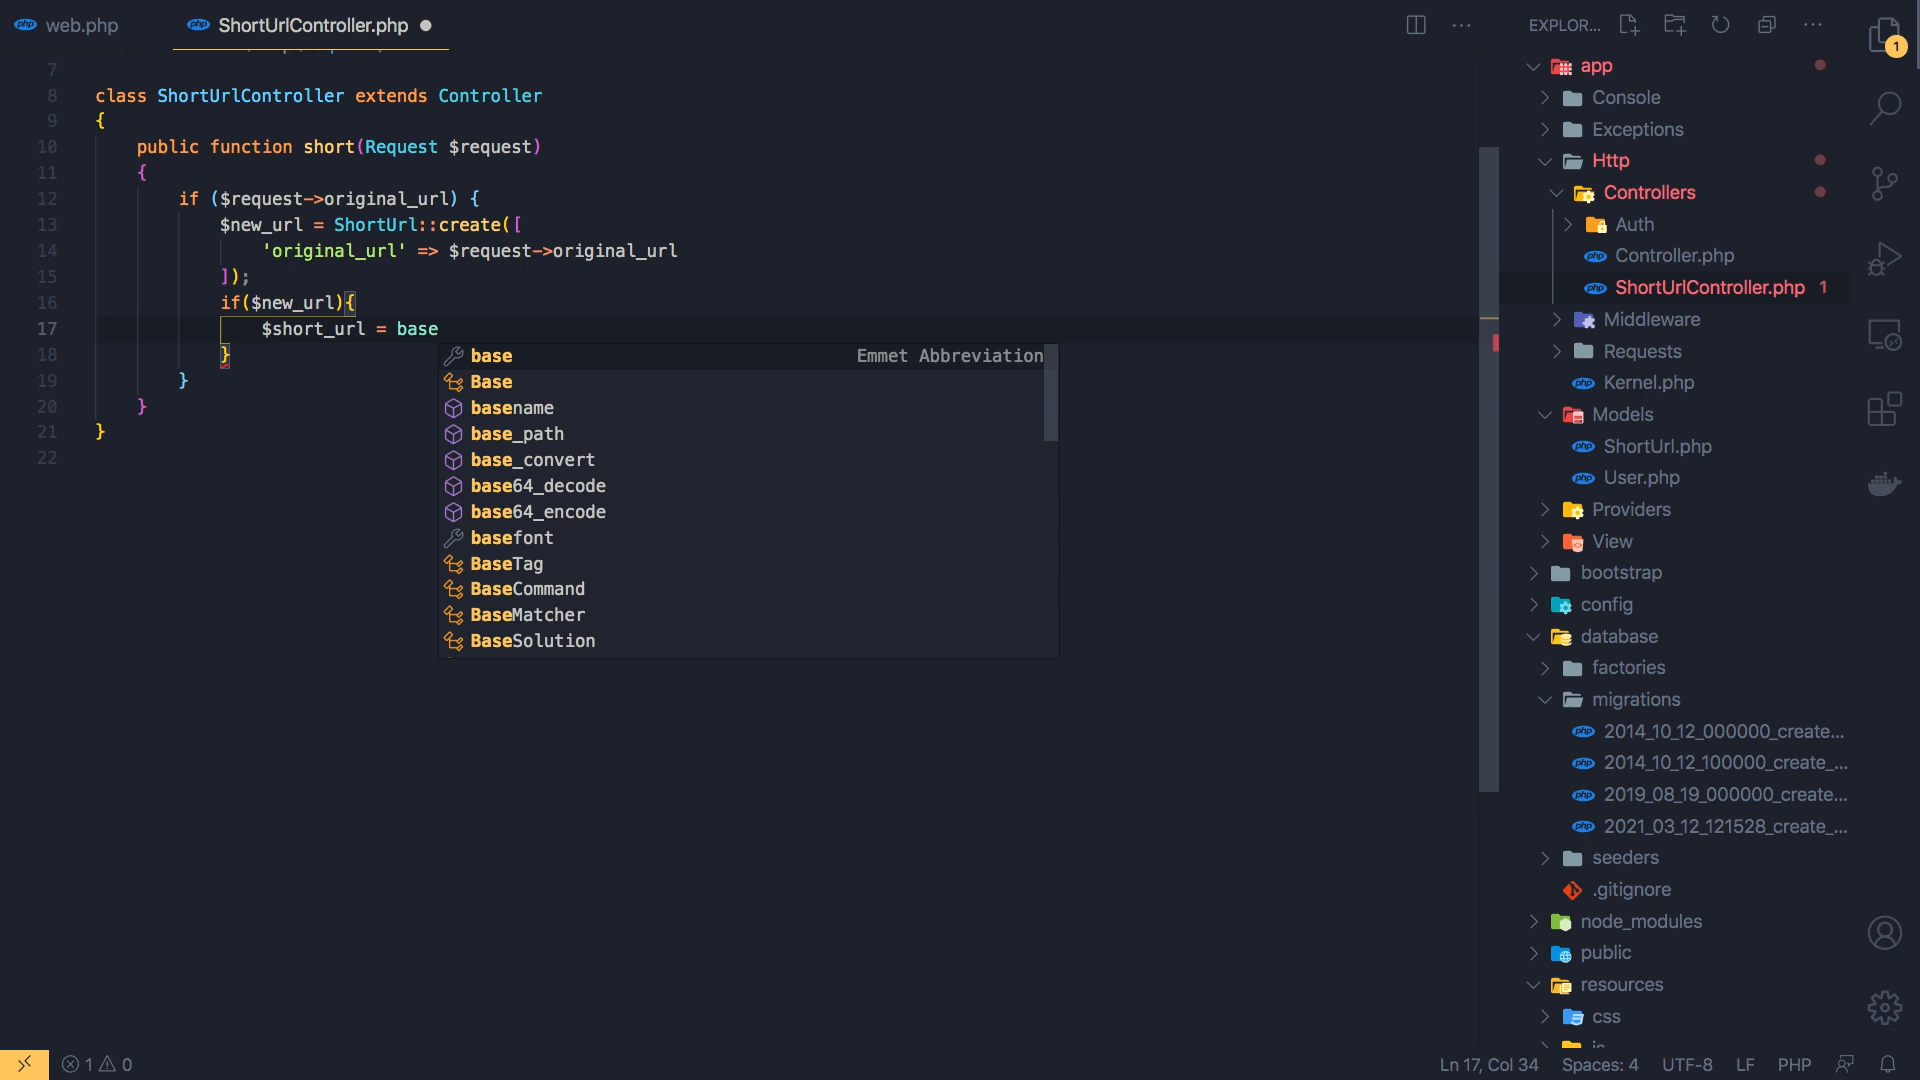 web.php
ShortUrlController.php
EXPLOR...
1
7
8 class ShortUrlController extends Controller
9 {
10 public function short(Request $request)
11 {
12 if ($request->original_url) {
13 $new_url = ShortUrl::create([
14 'original_url' => $request->original_url
15 ]);
16 if($new_url){
17 $short_url = base
18 }
19 }
20 }
21 }
22
base Emmet Abbreviation
Base
basename
base_path
base_convert
base64_decode
base64_encode
basefont
BaseTag
BaseCommand
BaseMatcher
BaseSolution
app
Console
Exceptions
Http
Controllers
Auth
Controller.php
ShortUrlController.php 1
Middleware
Requests
Kernel.php
Models
ShortUrl.php
User.php
Providers
View
bootstrap
config
database
factories
migrations
2014_10_12_000000_create...
2014_10_12_100000_create_...
2019_08_19_000000_create...
2021_03_12_121528_create_...
seeders
.gitignore
node_modules
public
resources
css
1 0
Ln 17, Col 34 Spaces: 4 UTF-8 LF PHP